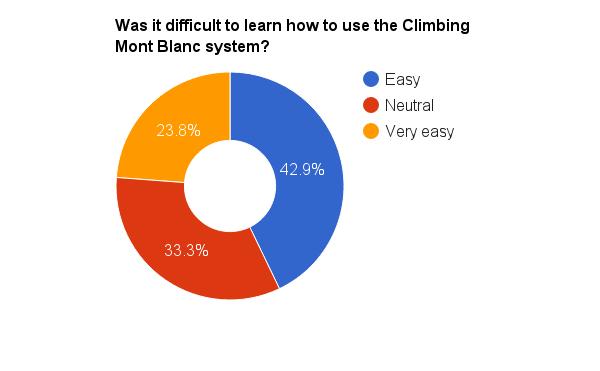 Was it difficult to learn how to use the Climbing
Mont Blanc system?
Easy
Neutral
Very easy
23.8%
42.9%
33.3%